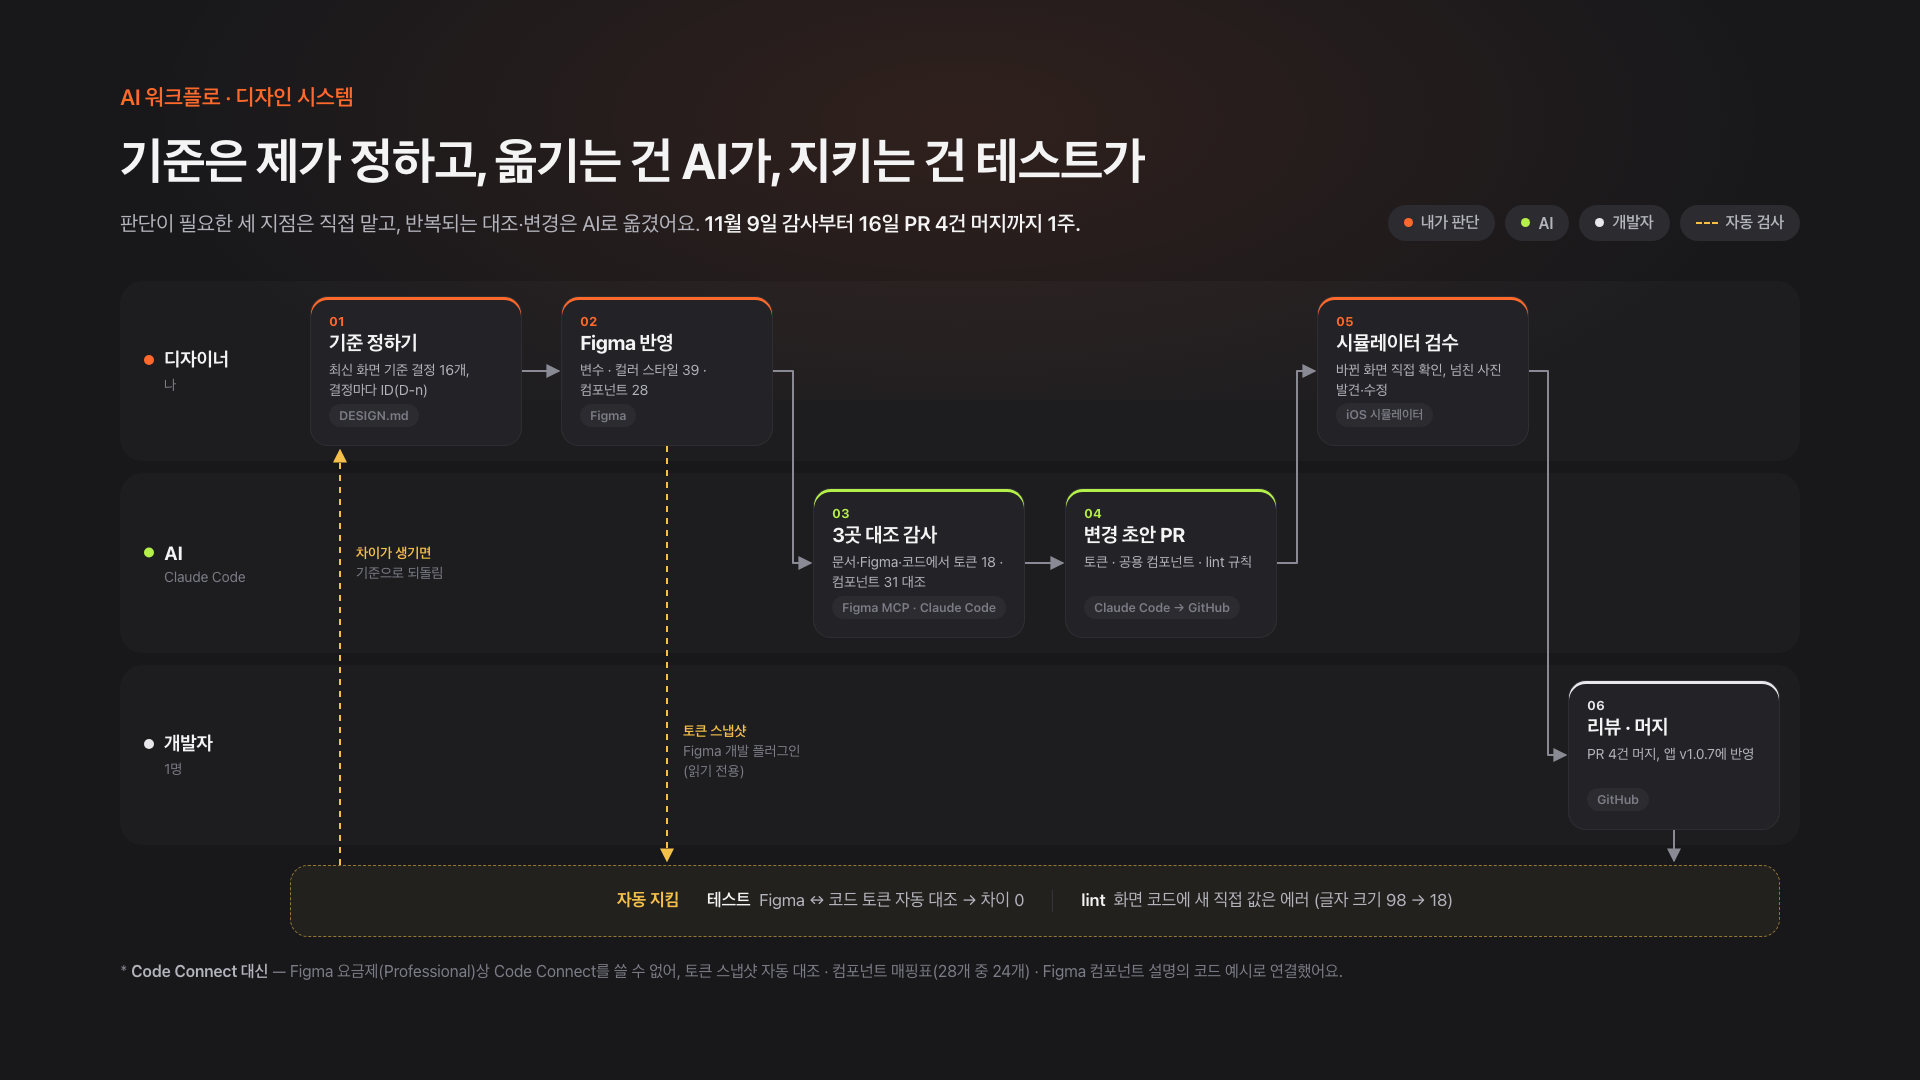 AI 워크플로 · 디자인 시스템
기준은 제가 정하고, 옮기는 건 AI가, 지키는 건 테스트가
판단이 필요한 세 지점은 직접 맡고, 반복되는 대조·변경은 AI로 옮겼어요. 11월 9일 감사부터 16일 PR 4건 머지까지 1주.
내가 판단
AI
개발자
자동 검사
디자이너
나
01
기준 정하기
최신 화면 기준 결정 16개,
결정마다 ID(D-n)
DESIGN.md
02
Figma 반영
변수 · 컬러 스타일 39 ·
컴포넌트 28
Figma
05
시뮬레이터 검수
바뀐 화면 직접 확인, 넘친 사진
발견·수정
iOS 시뮬레이터
AI
Claude Code
차이가 생기면
기준으로 되돌림
03
3곳 대조 감사
문서·Figma·코드에서 토큰 18 ·
컴포넌트 31 대조
Figma MCP · Claude Code
04
변경 초안 PR
토큰 · 공용 컴포넌트 · lint 규칙
Claude Code → GitHub
개발자
1명
토큰 스냅샷
Figma 개발 플러그인
(읽기 전용)
06
리뷰 · 머지
PR 4건 머지, 앱 v1.0.7에 반영
GitHub
자동 지킴 테스트 Figma ↔ 코드 토큰 자동 대조 → 차이 0 lint 화면 코드에 새 직접 값은 에러 (글자 크기 98 → 18)
* Code Connect 대신 — Figma 요금제(Professional)상 Code Connect를 쓸 수 없어, 토큰 스냅샷 자동 대조 · 컴포넌트 매핑표(28개 중 24개) · Figma 컴포넌트 설명의 코드 예시로 연결했어요.